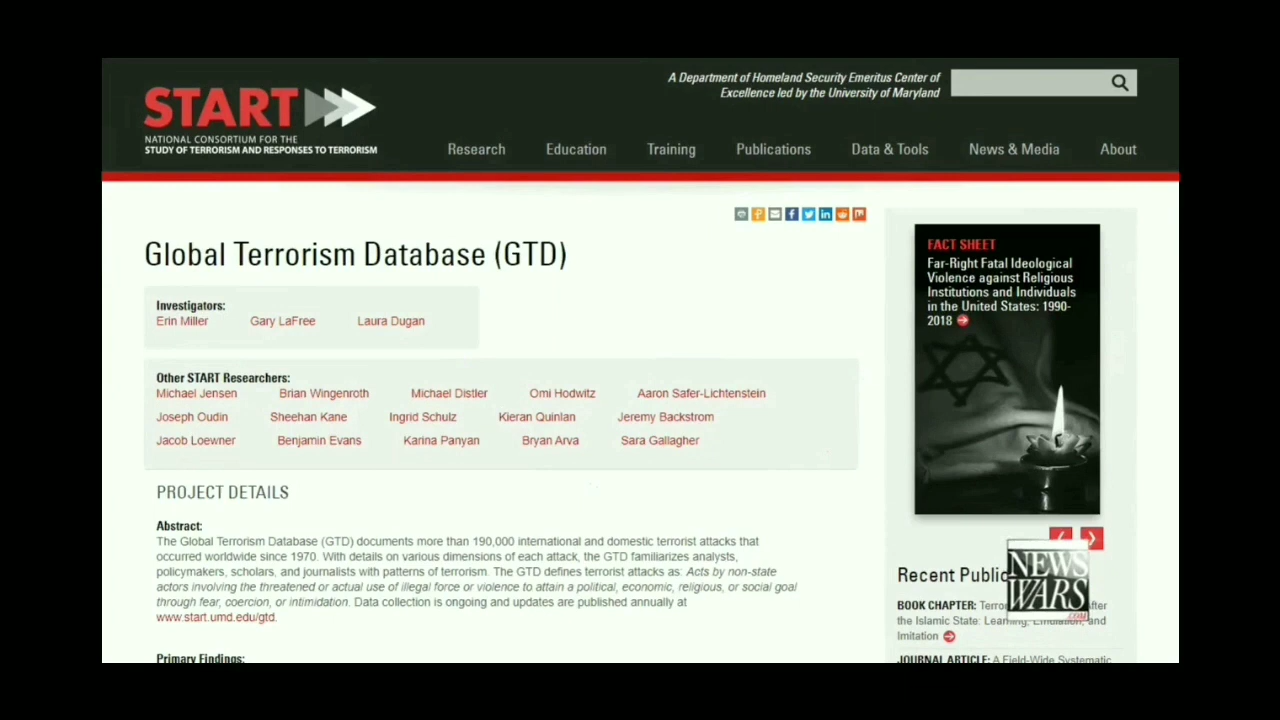 A Department of Homeland Security Emeritus Center of
Excellence led by the University of Maryland
START
NATIONAL CONSORTIUM FOR THE
STUDY OF TERRORISM AND RESPONSES TO TERRORISM
Research Education Training Publications Data & Tools News & Media About
Global Terrorism Database (GTD)
Investigators:
Erin Miller Gary LaFree Laura Dugan
Other START Researchers:
Michael Jensen Brian Wingenroth Michael Distler Omi Hodwitz Aaron Safer-Lichtenstein
Joseph Oudin Sheehan Kane Ingrid Schulz Kieran Quinlan Jeremy Backstrom
Jacob Loewner Benjamin Evans Karina Panyan Bryan Arva Sara Gallagher
PROJECT DETAILS
Abstract:
The Global Terrorism Database (GTD) documents more than 190,000 international and domestic terrorist attacks that
occurred worldwide since 1970. With details on various dimensions of each attack, the GTD familiarizes analysts,
policymakers, scholars, and journalists with patterns of terrorism. The GTD defines terrorist attacks as: Acts by non-state
actors involving the threatened or actual use of illegal force or violence to attain a political, economic, religious, or social goal
through fear, coercion, or intimidation. Data collection is ongoing and updates are published annually at
www.start.umd.edu/gtd.
Primary Findings:
FACT SHEET
Far-Right Fatal Ideological
Violence against Religious
Institutions and Individuals
in the United States: 1990-
2018
Recent Public
NEWS
WARS
.COM
BOOK CHAPTER: Terror After
the Islamic State: Learning, Emulation, and
Imitation
JOURNAL ARTICLE: A Field-Wide Systematic